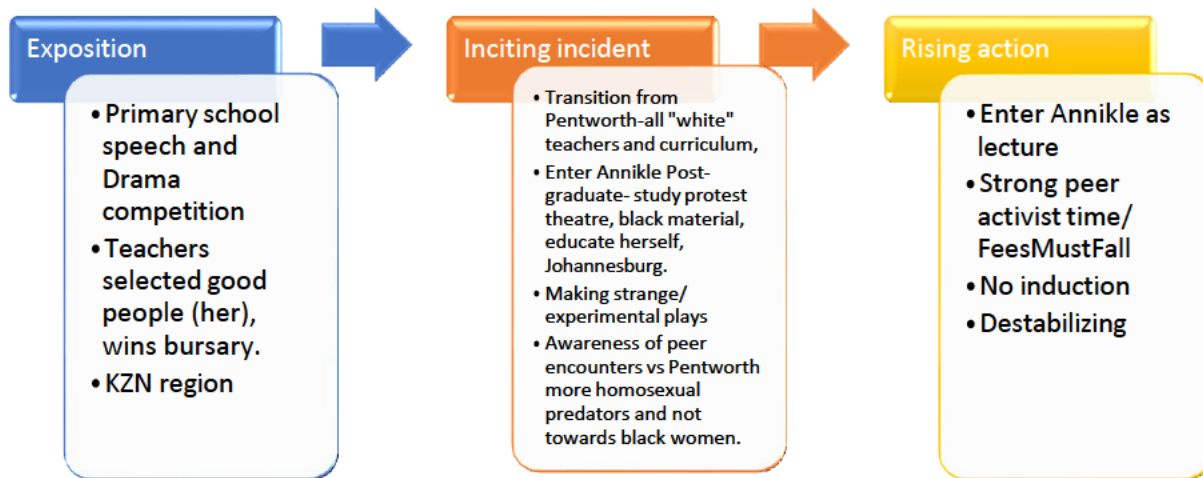 Exposition
• Primary school
speech and
Drama
competition
• Teachers
selected good
people (her),
wins bursary.
• KZN region
Inciting incident
• Transition from
Pentworth-all "white"
teachers and curriculum,
• Enter Annikle Post-
graduate- study protest
theatre, black material,
educate herself,
Johannesburg.
• Making strange/
experimental plays
• Awareness of peer
encounters vs Pentworth
more homosexual
predators and not
towards black women.
Rising action
• Enter Annikle as
lecture
• Strong peer
activist time/
FeesMustFall
• No induction
• Destabilizing